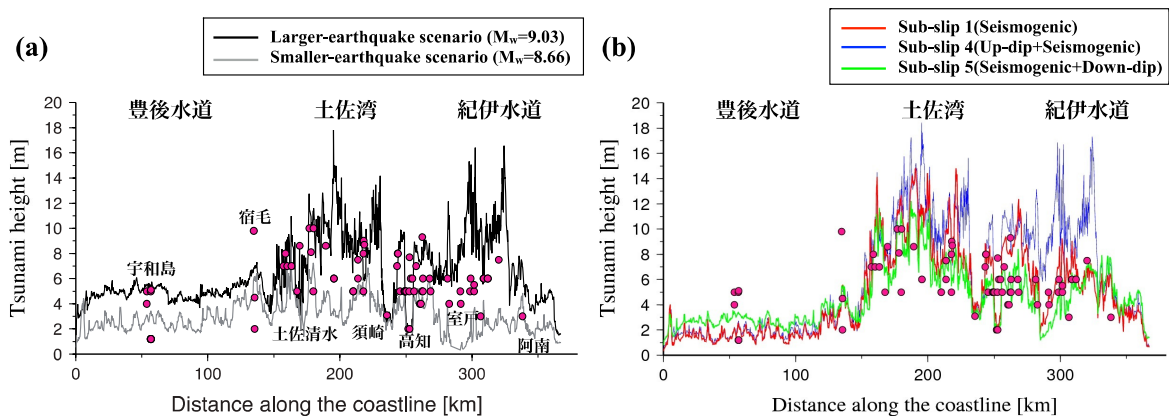 (a)
Larger-earthquake scenario (Mw=9.03)
Smaller-earthquake scenario (Mw=8.66)
豊後水道
土佐湾
紀伊水道
Tsunami height [m]
20
18
16
14
12
10
8
6
4
2
0
宿毛
宇和島
土佐清水
須崎
高知
室戸
阿南
0
100
200
300
Distance along the coastline [km]
(b)
Sub-slip 1(Seismogenic)
Sub-slip 4(Up-dip+Seismogenic)
Sub-slip 5(Seismogenic+Down-dip)
豊後水道
土佐湾
紀伊水道
Tsunami height [m]
20
18
16
14
12
10
8
6
4
2
0
0
100
200
300
Distance along the coastline [km]